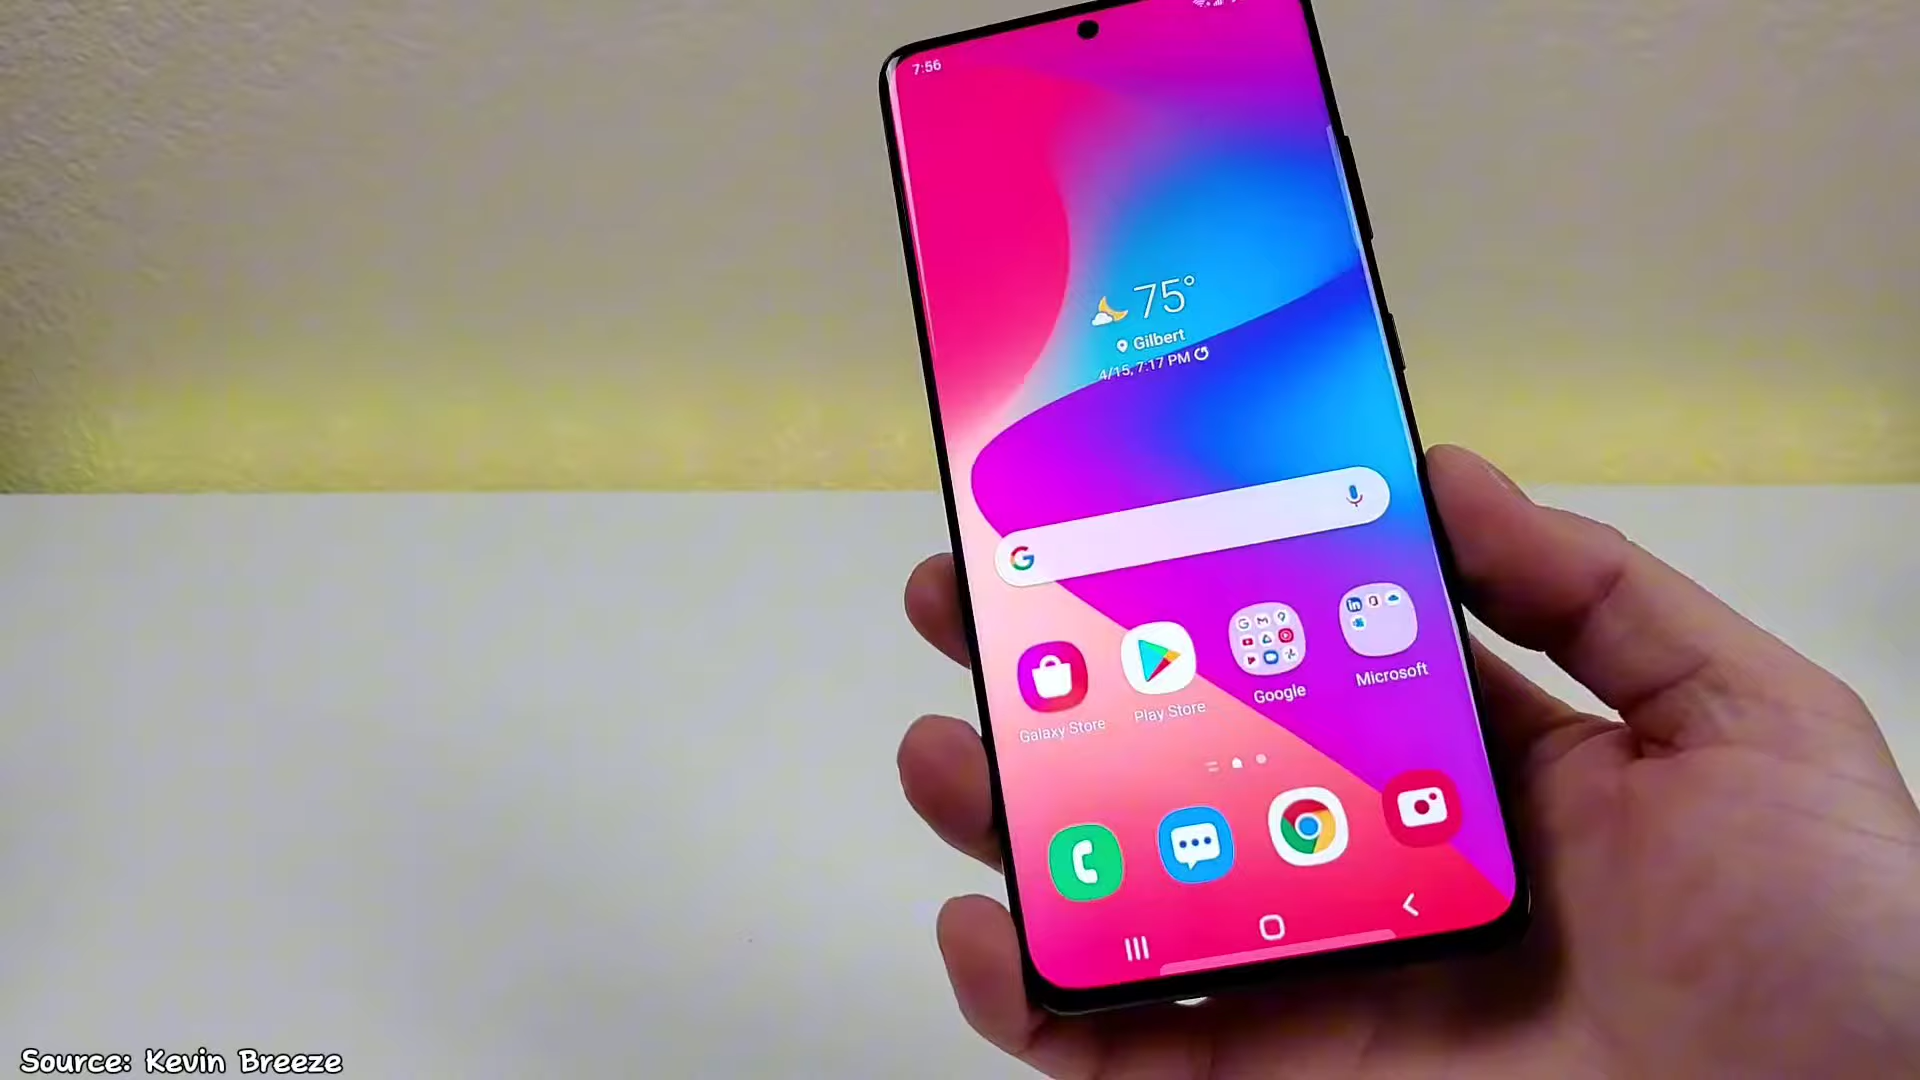 7:56
75°
Gilbert
4/15, 7:17 PM
Galaxy Store
Play Store
Google
Microsoft
Source: Kevin Breeze